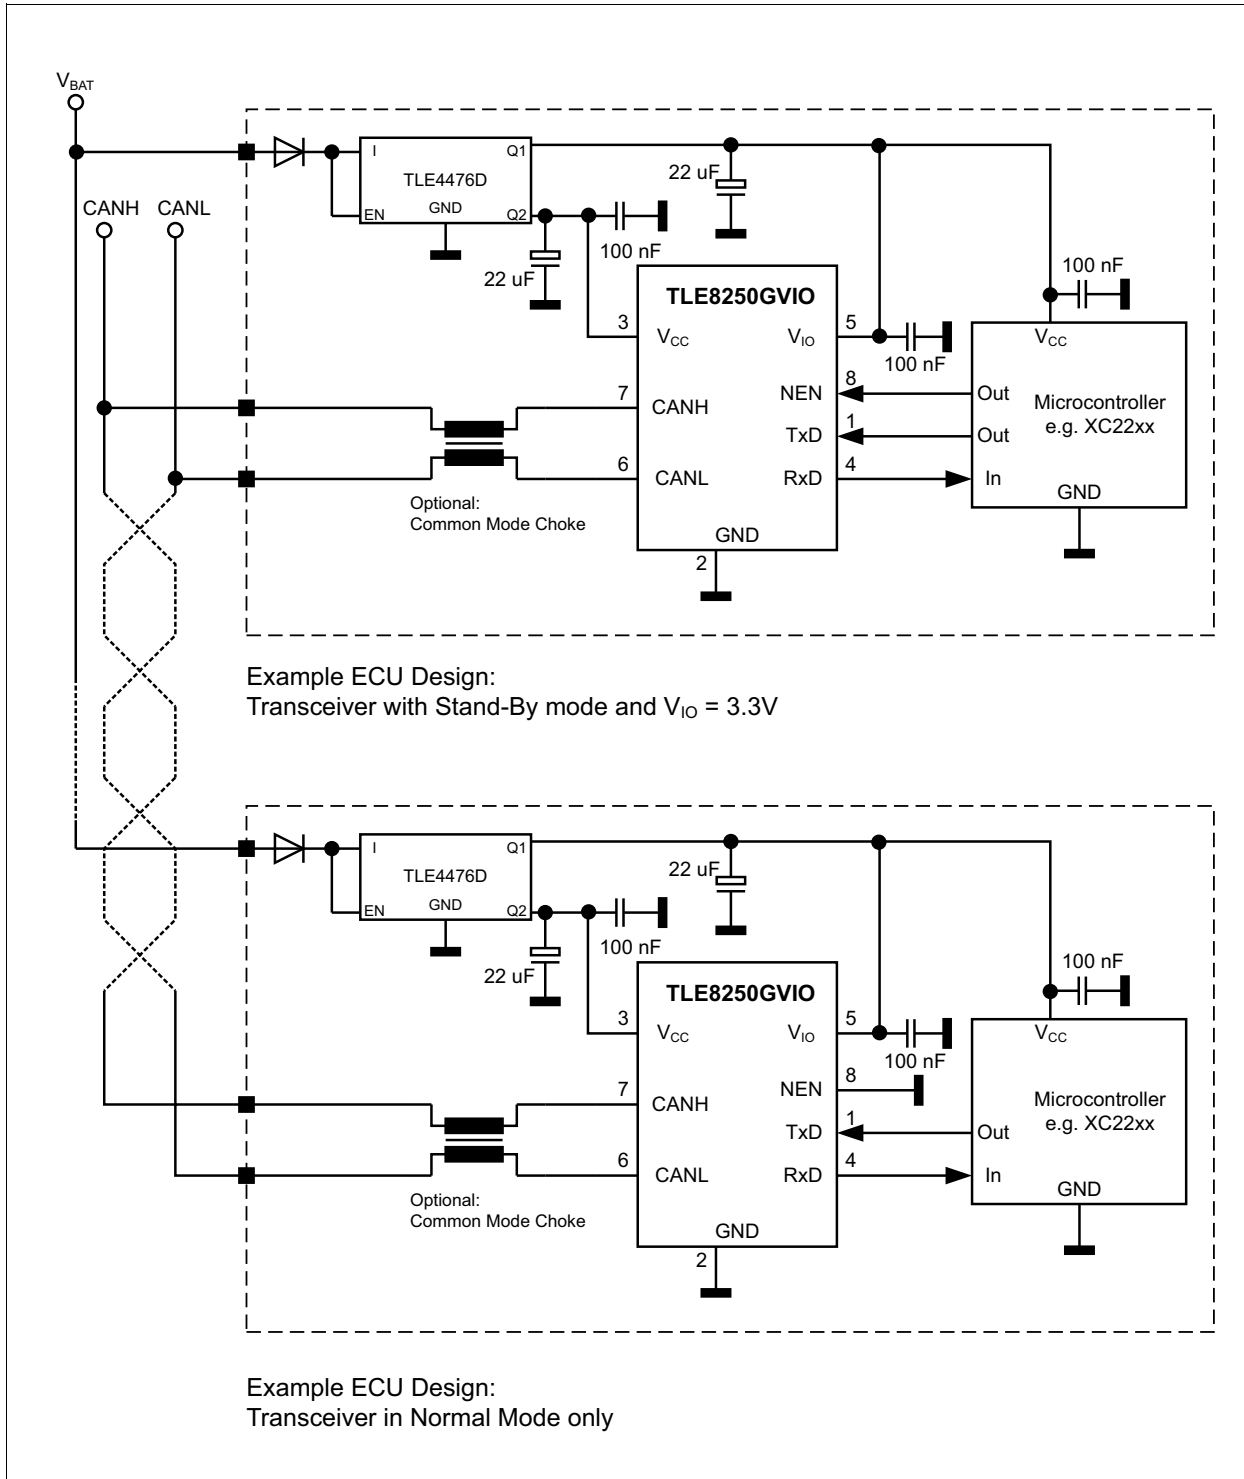 VBAT
CANH CANL
I
Q1
TLE4476D
EN
GND
Q2
22 uF
100 nF
22 uF
100 nF
TLE8250GVIO
3
VCC
VIO
5
100 nF
VCC
7
CANH
NEN
8
Out
Microcontroller
e.g. XC22xx
TxD
1
Out
6
CANL
RxD
4
In
GND
Optional:
Common Mode Choke
GND
2
Example ECU Design:
Transceiver with Stand-By mode and VIO = 3.3V
I
Q1
TLE4476D
EN
GND
Q2
22 uF
100 nF
22 uF
100 nF
TLE8250GVIO
3
VCC
VIO
5
100 nF
VCC
7
CANH
NEN
8
Microcontroller
e.g. XC22xx
TxD
1
Out
6
CANL
RxD
4
In
GND
Optional:
Common Mode Choke
GND
2
Example ECU Design:
Transceiver in Normal Mode only